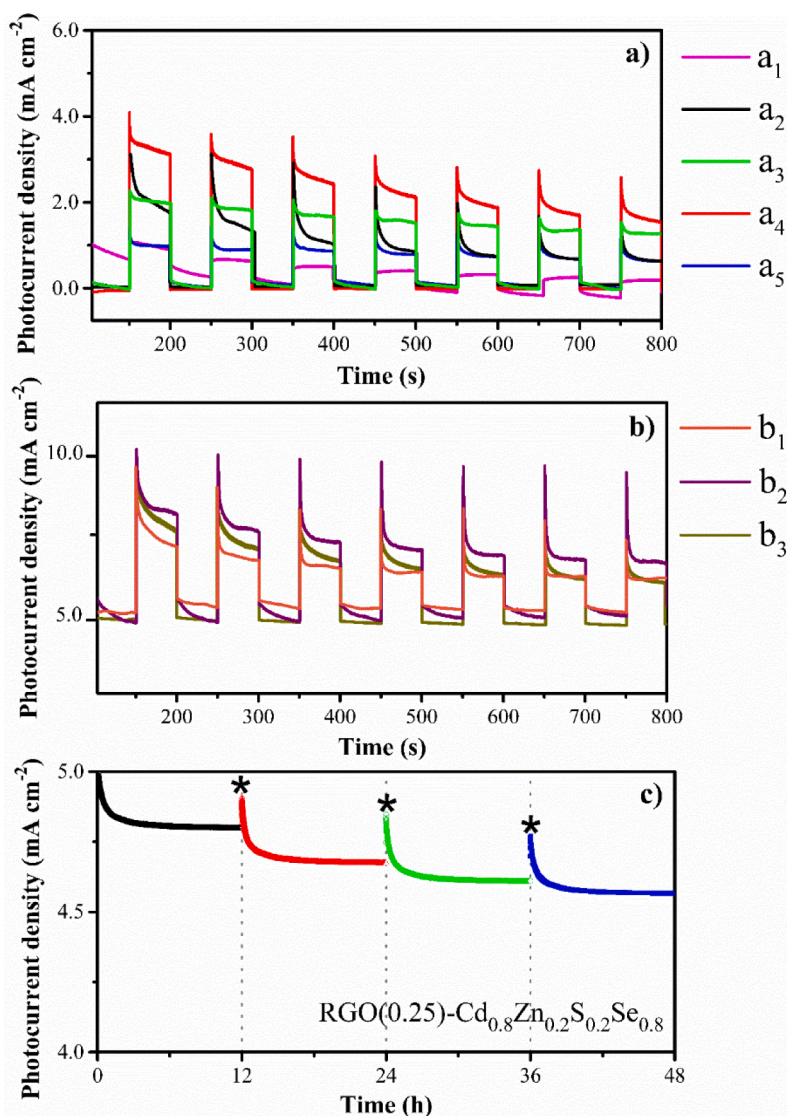 Photocurrent density (mA cm⁻²)
6.0
4.0
2.0
0.0
a)
a₁
a₂
a₃
a₄
a₅
200 300 400 500 600 700 800
Time (s)
Photocurrent density (mA cm⁻²)
10.0
5.0
b)
b₁
b₂
b₃
200 300 400 500 600 700 800
Time (s)
Photocurrent density (mA cm⁻²)
5.0
4.5
4.0
c)
* * *
RGO(0.25)-Cd₀.₈Zn₀.₂S₀.₂Se₀.₈
0 12 24 36 48
Time (h)